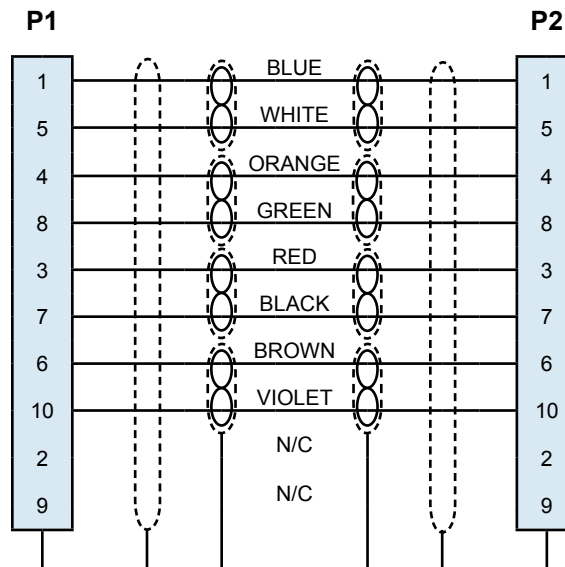 P1 P2
1 BLUE 1
5 WHITE 5
4 ORANGE 4
8 GREEN 8
3 RED 3
7 BLACK 7
6 BROWN 6
10 VIOLET 10
2 N/C 2
9 N/C 9